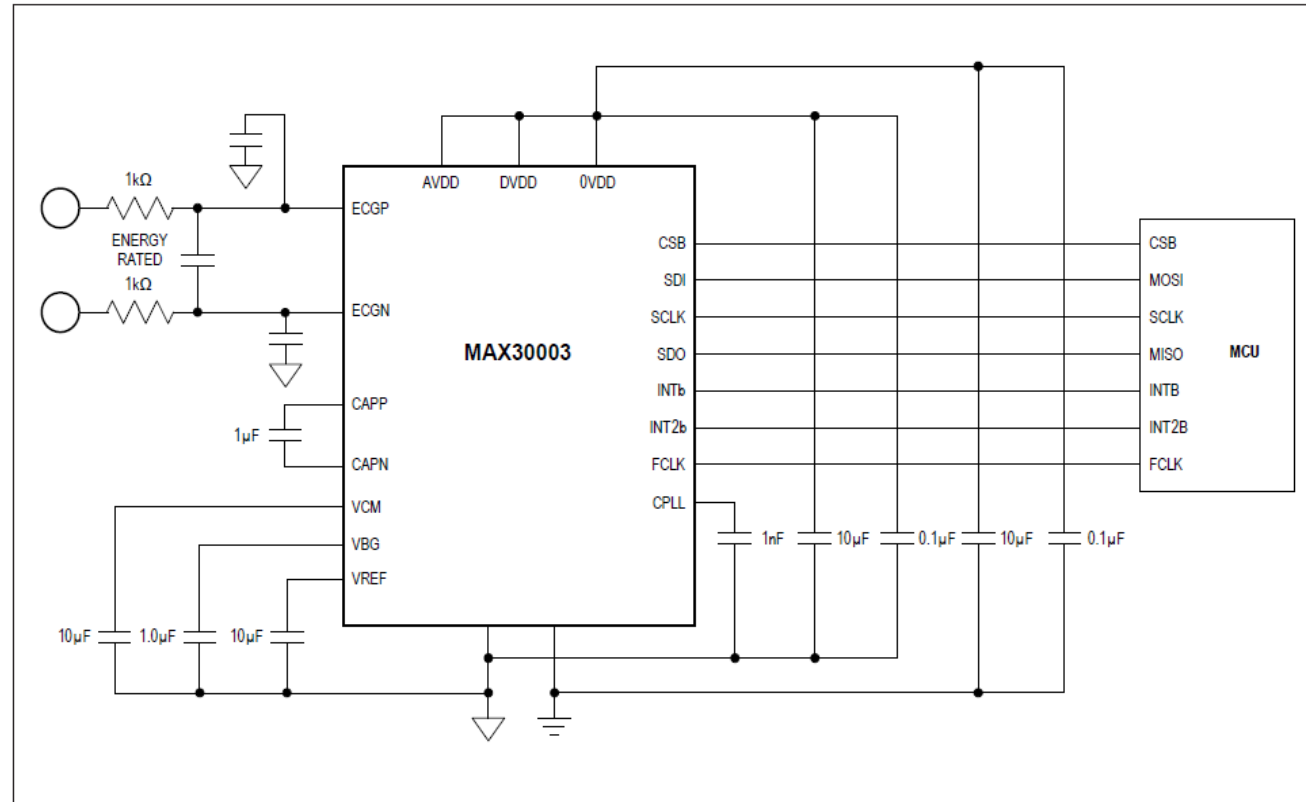 AVDD
DVDD
0VDD
1kΩ
ECGP
ENERGY
RATED
1kΩ
ECGN
MAX30003
CSB
SDI
SCLK
SDO
INTb
INT2b
FCLK
CPLL
CSB
MOSI
SCLK
MISO
INTB
INT2B
FCLK
MCU
CAPP
1µF
CAPN
VCM
VBG
VREF
10µF
1.0µF
10µF
1nF
10µF
0.1µF
10µF
0.1µF